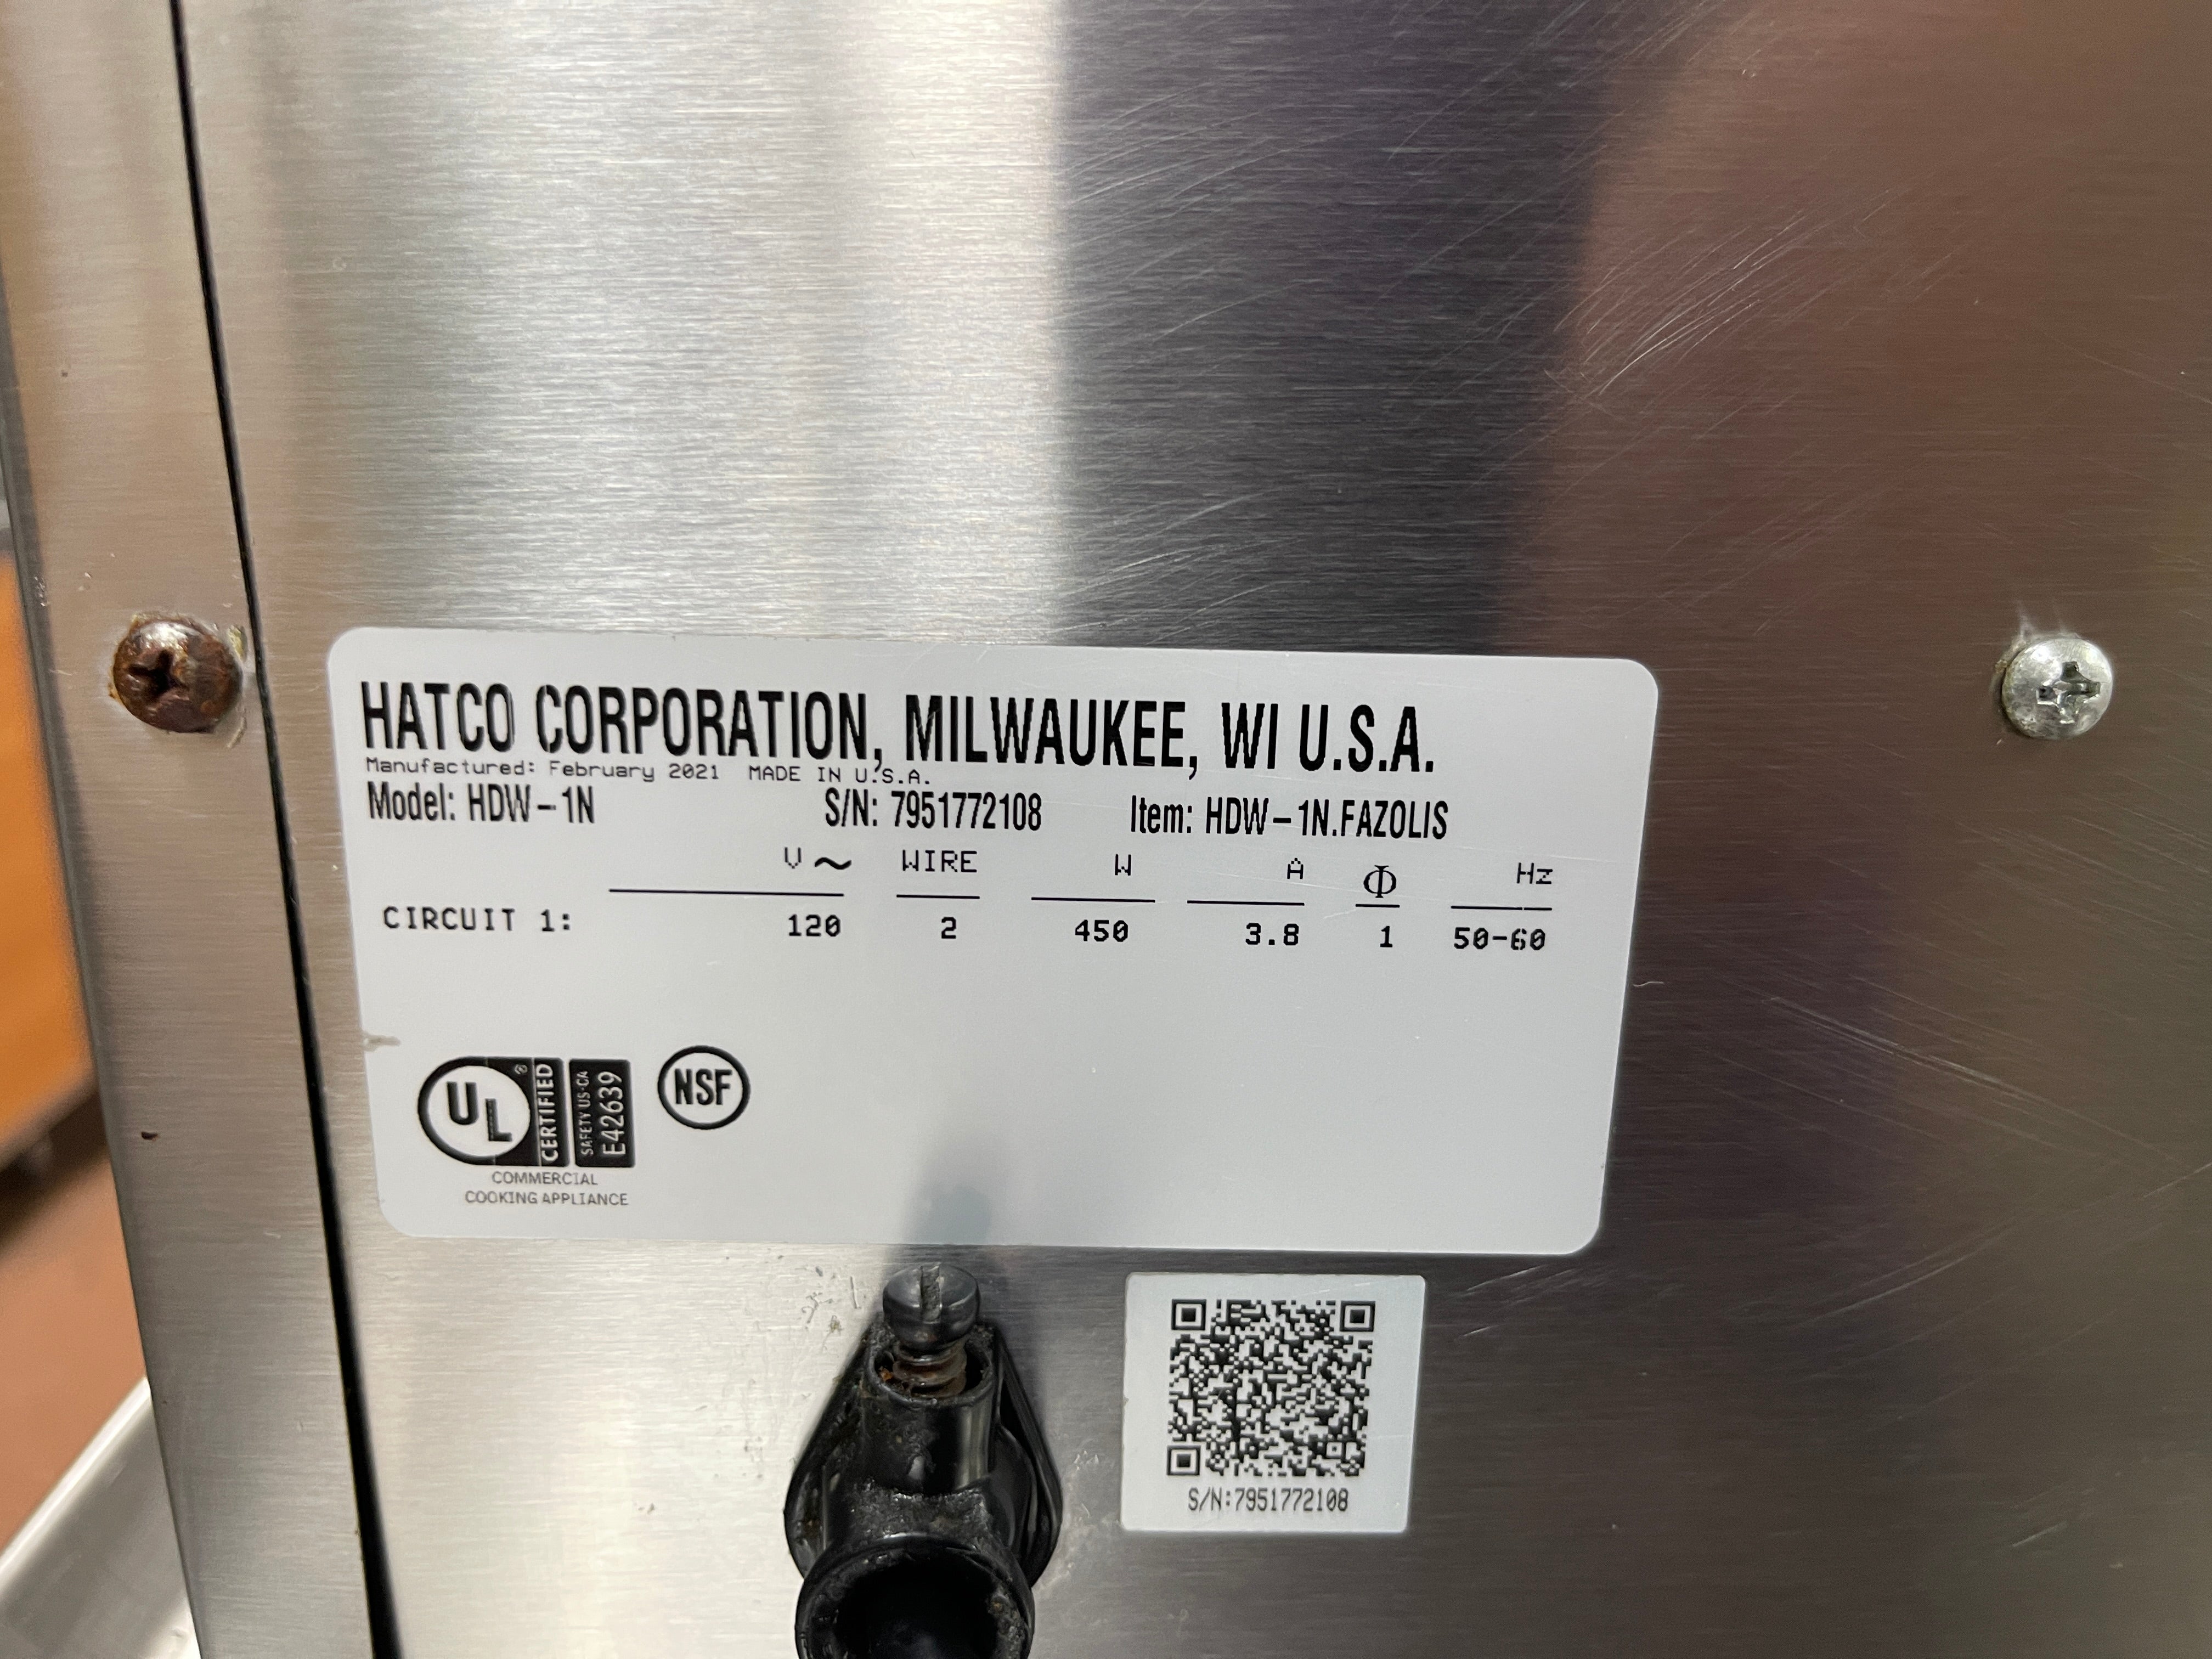 HATCO CORPORATION, MILWAUKEE, WI U.S.A.
Manufactured: February 2021 MADE IN U.S.A.
Model: HDW-1N S/N: 7951772108 Item: HDW-1N.FAZOLIS
V~ WIRE W A Φ Hz
CIRCUIT 1: 120 2 450 3.8 1 50-60
UL® CERTIFIED SAFETY US-CA E42639
NSF
COMMERCIAL
COOKING APPLIANCE
S/N:7951772108